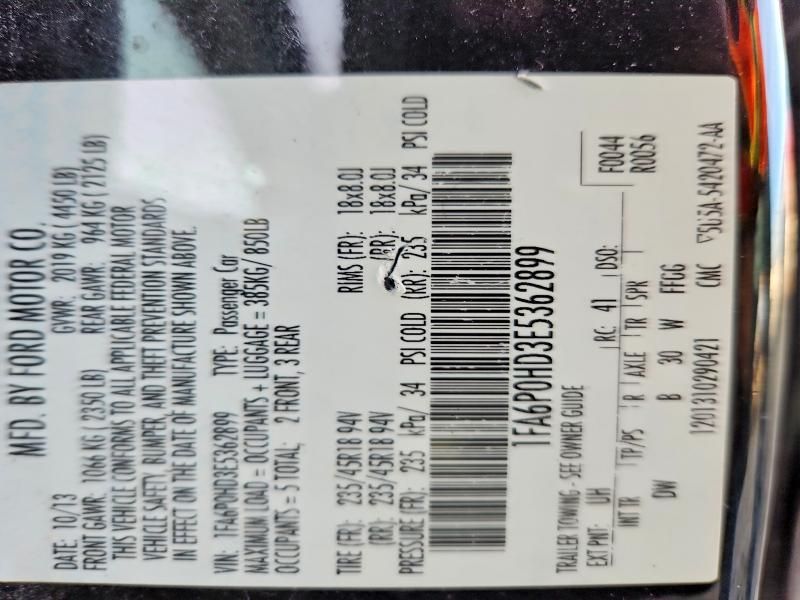 MFD. BY FORD MOTOR CO.
DATE: 10/13 GVWR: 2019 KG ( 4450 LB)
FRONT GAWR: 1066 KG ( 2350 LB) REAR GAWR: 964 KG ( 2125 LB)
THIS VEHICLE CONFORMS TO ALL APPLICABLE FEDERAL MOTOR
VEHICLE SAFETY, BUMPER, AND THEFT PREVENTION STANDARDS
IN EFFECT ON THE DATE OF MANUFACTURE SHOWN ABOVE.
VIN: 1FA6P0HD3E5362899 TYPE: Passenger Car
MAXIMUM LOAD = OCCUPANTS + LUGGAGE = 385KG/ 850LB
OCCUPANTS = 5 TOTAL; 2 FRONT, 3 REAR
TIRE (FR): 235/45R18 94V RIMS (FR): 18x8.0J
(RR): 235/45R18 94V (RR): 18x8.0J
PRESSURE (FR): 235 kPa/ 34 PSI COLD (RR): 235 kPa/ 34 PSI COLD
1FA6P0HD3E5362899
TRAILER TOWING - SEE OWNER GUIDE F0044
EXT PNT: UH RC: 41 DSO: R0056
INT TR TP/PS R AXLE TR SPR
DW B 30 W FFCG
1201310290421 CMC ▽5U5A-5420472-AA